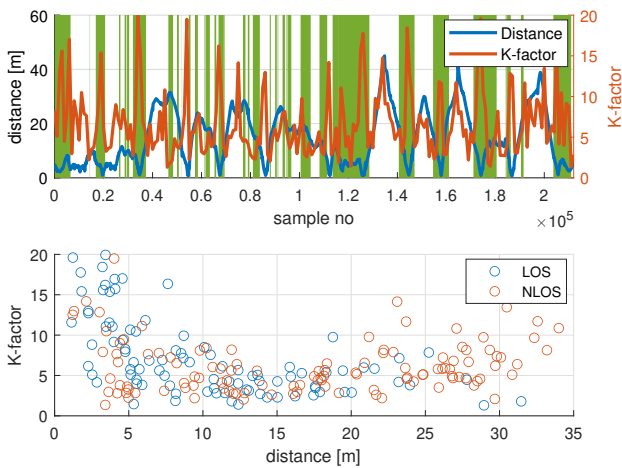 60
40
20
0
distance [m]
20
15
10
5
0
K-factor
Distance
K-factor
0 0.2 0.4 0.6 0.8 1 1.2 1.4 1.6 1.8 2
sample no
×10⁵
20
15
10
5
0
K-factor
LOS
NLOS
0 5 10 15 20 25 30 35
distance [m]